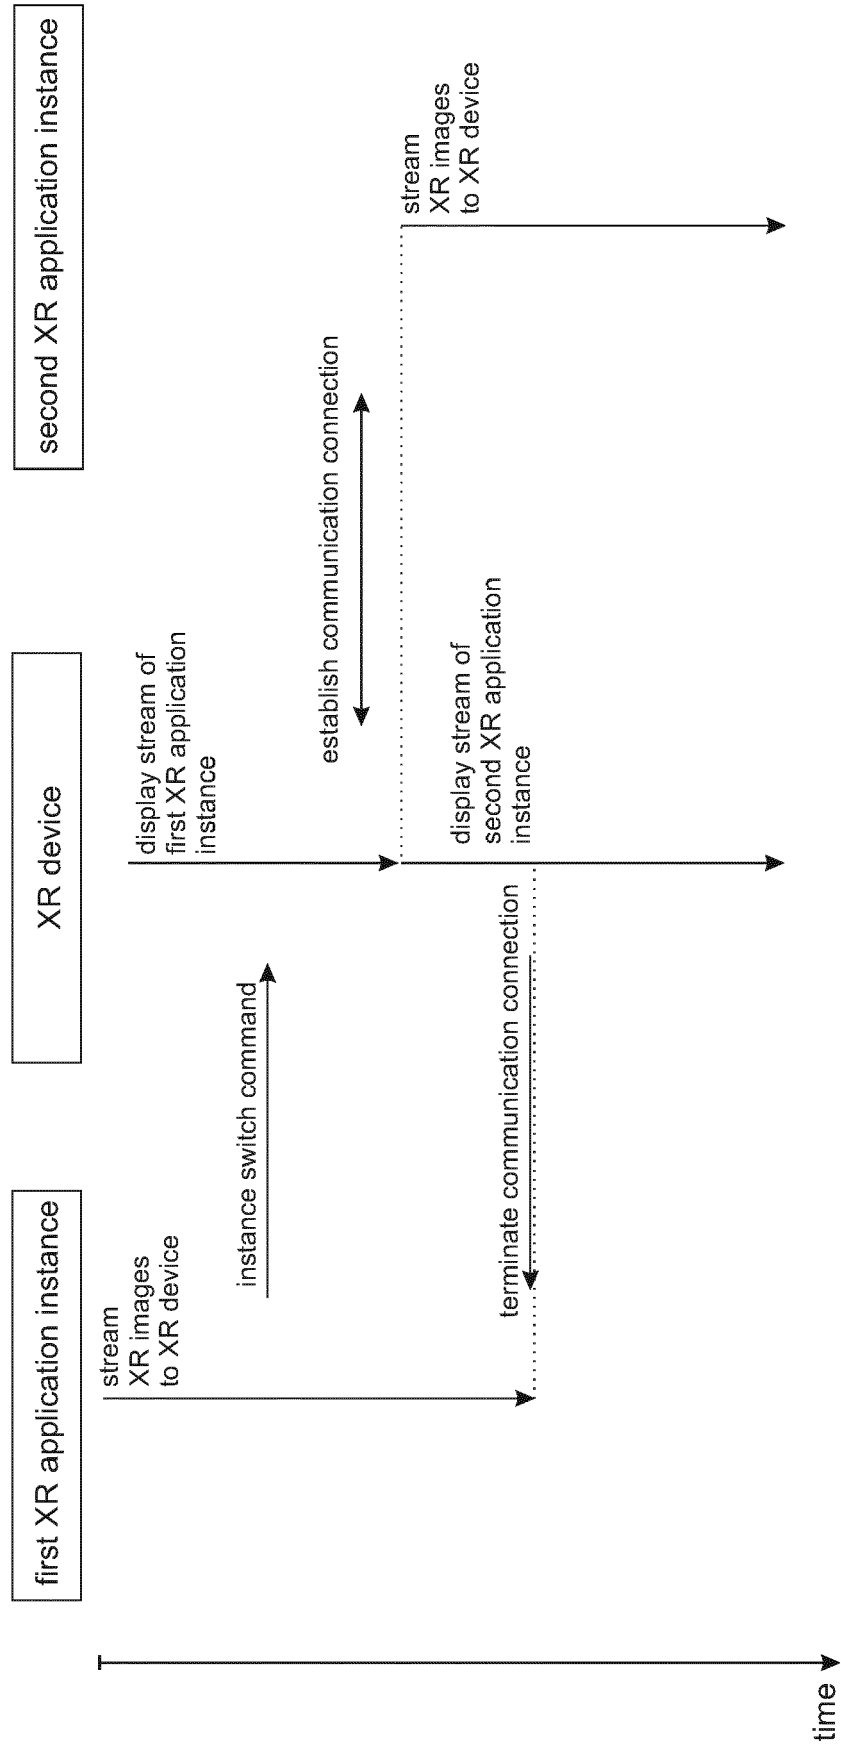 first XR application instance
XR device
second XR application instance
stream
XR images
to XR device
display stream of
first XR application
instance
instance switch command
establish communication connection
stream
XR images
to XR device
display stream of
second XR application
instance
terminate communication connection
time